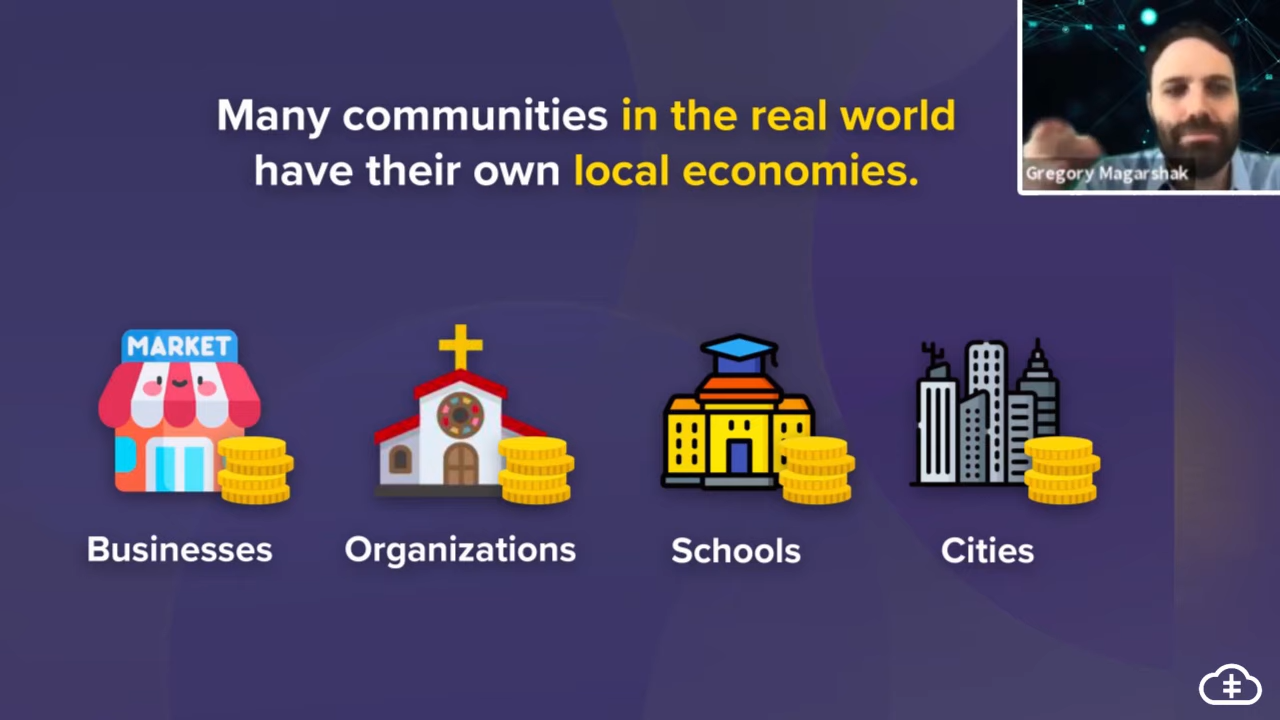 Many communities in the real world
have their own local economies.
Gregory Magarshak
MARKET
Businesses
Organizations
Schools
Cities